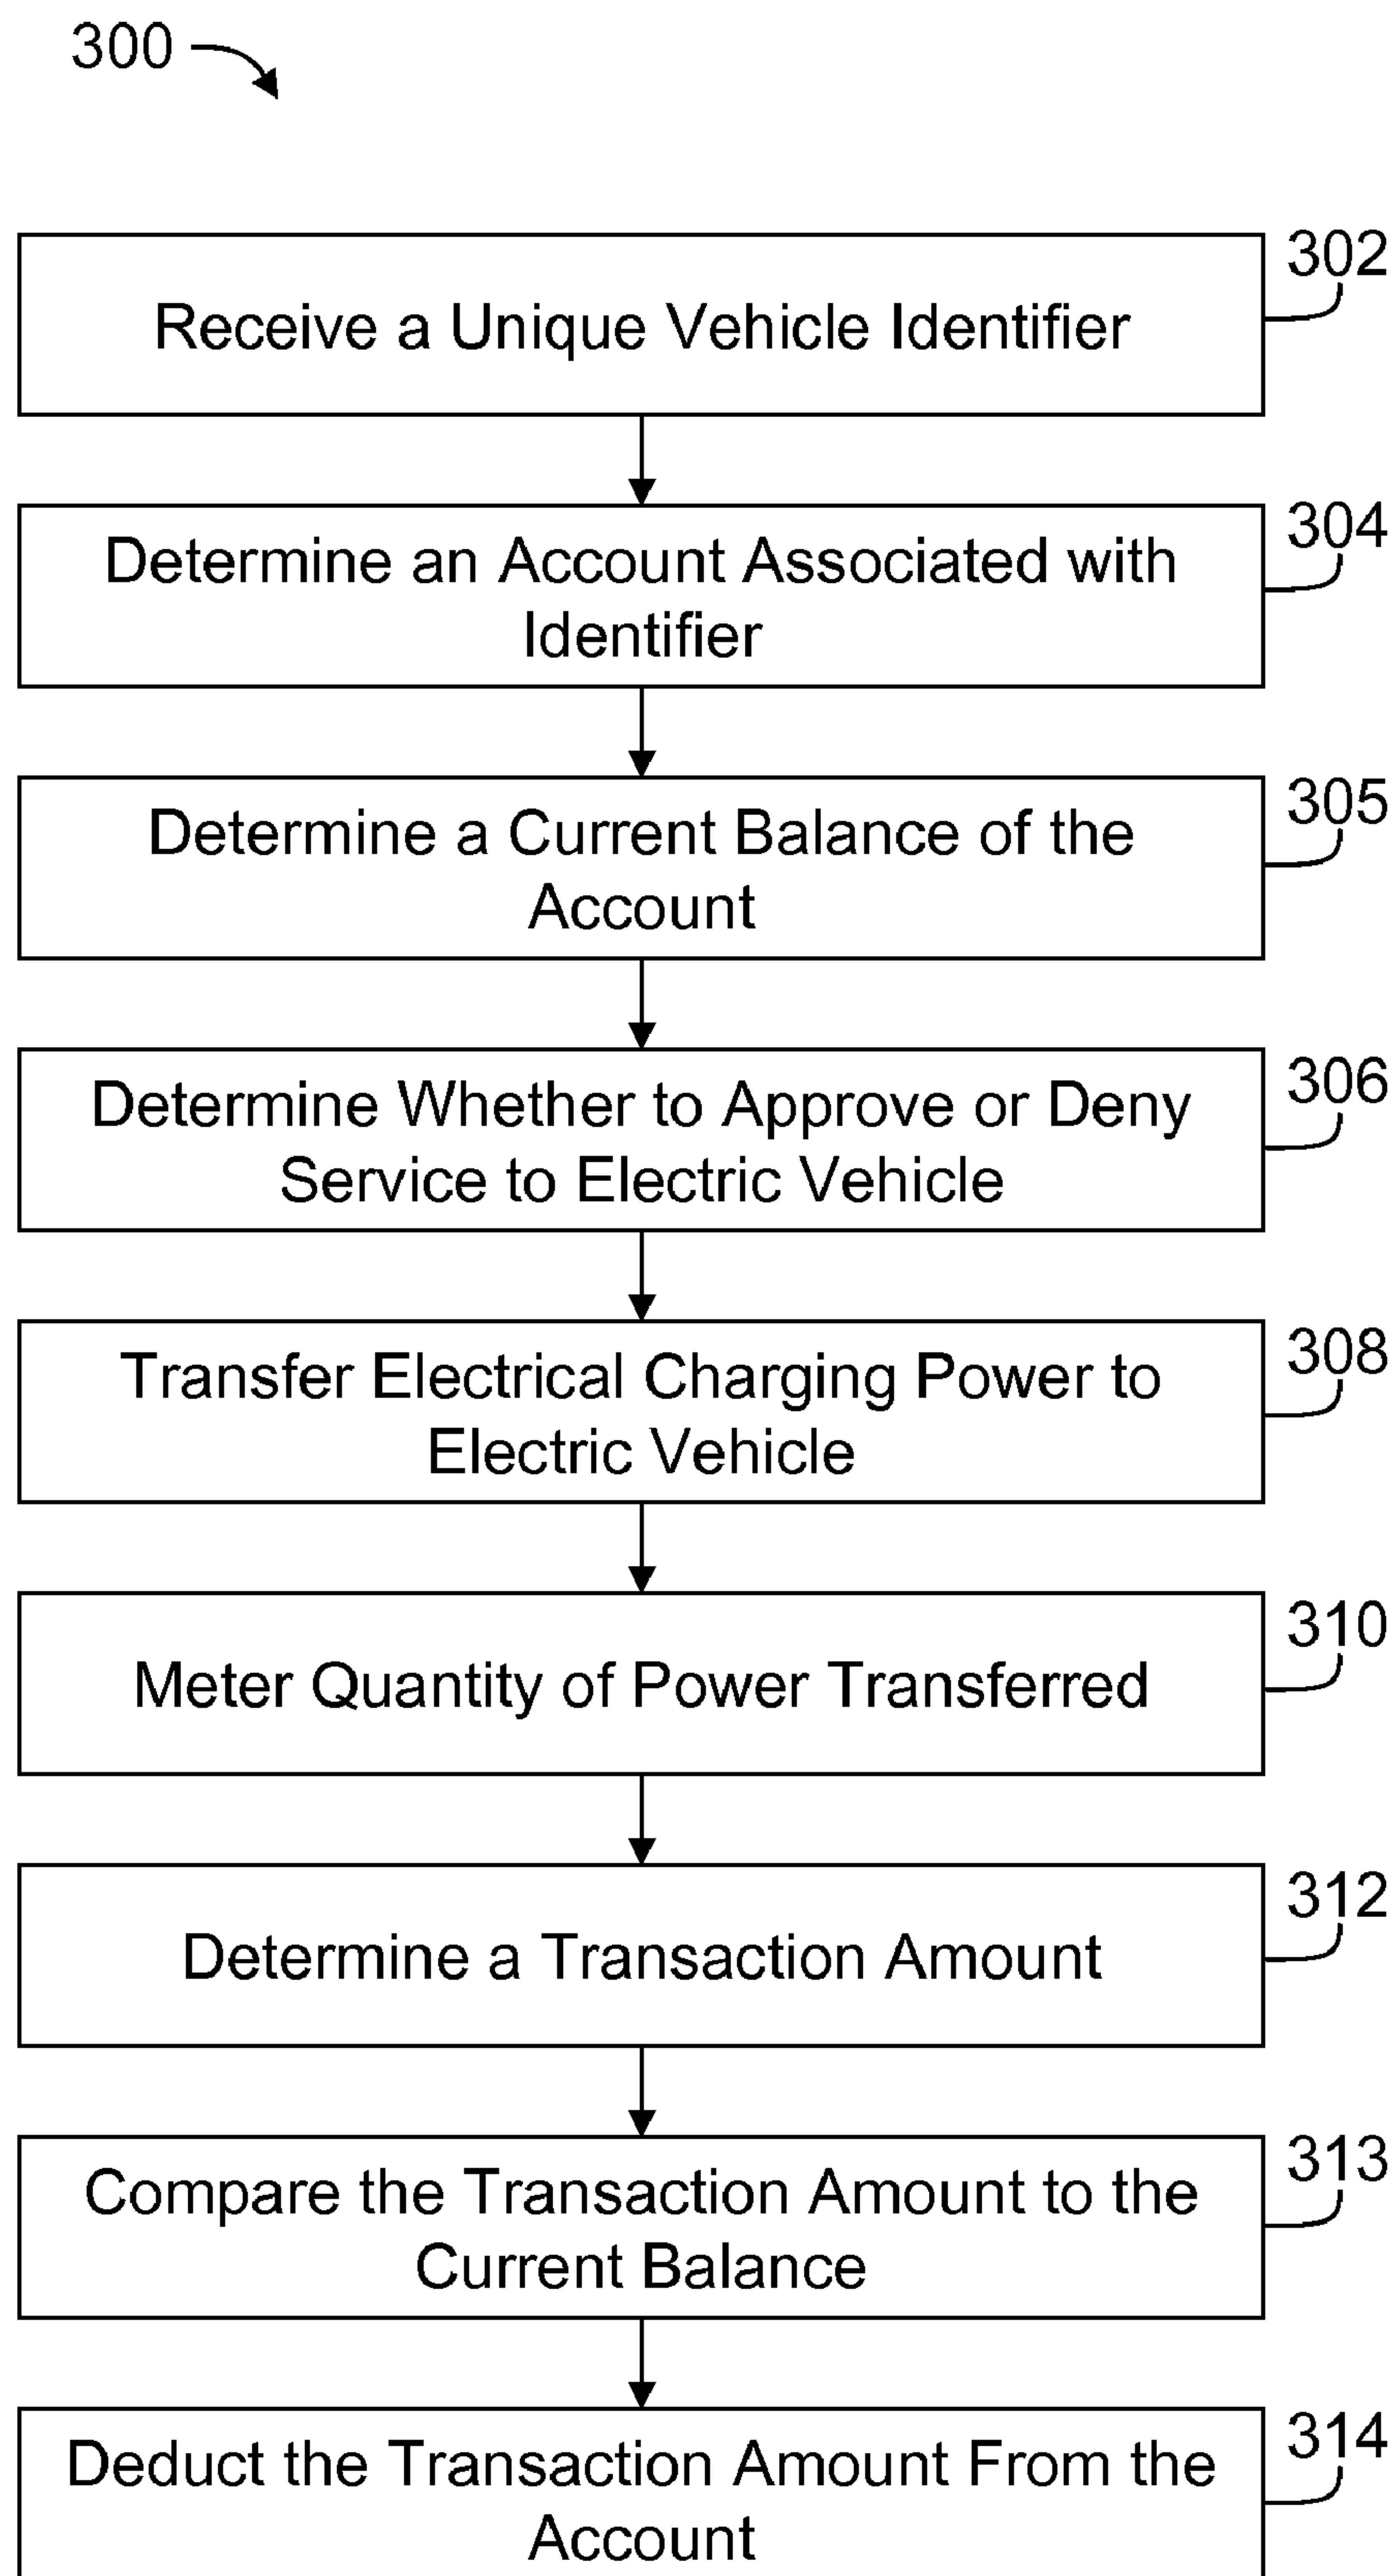 300
302
Receive a Unique Vehicle Identifier
304
Determine an Account Associated with
Identifier
305
Determine a Current Balance of the
Account
306
Determine Whether to Approve or Deny
Service to Electric Vehicle
308
Transfer Electrical Charging Power to
Electric Vehicle
310
Meter Quantity of Power Transferred
312
Determine a Transaction Amount
313
Compare the Transaction Amount to the
Current Balance
314
Deduct the Transaction Amount From the
Account